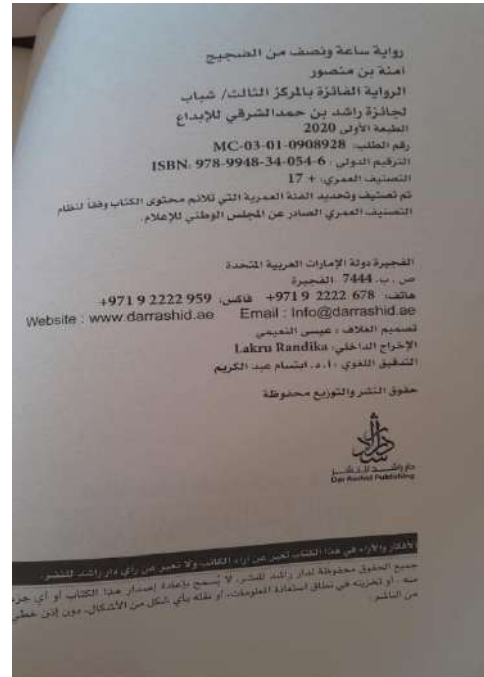 رواية ساعة ونصف من الضجيج
امنة بن منصور
الرواية الفائزة بالمركز الثالث/ شباب
لجائزة راشد بن حمدالشرقي للإبداع
الطبعة الأولى 2020
رقم الطلب: MC-03-01-0908928
الترقيم الدولي : ISBN. 978-9948-34-054-6
التصنيف العمري: + 17
تم تصنيف وتحديد الفئة العمرية التي تلائم محتوى الكتاب وفقا لنظام
التصنيف العمري الصادر عن المجلس الوطني للإعلام.
الفجيرة دولة الإمارات العربية المتحدة
ص . ب. 7444 الفجيرة
هاتف: 678 2222 9 971+ فاكس: 959 2222 9 971+
Website : www.darrashid.ae Email : Info@darrashid.ae
تصميم الغلاف : عيسى النعيمي
الإخراج الداخلي: Lakru Randika
التدقيق اللغوي : ا.د. ابتسام عبد الكريم
حقوق النشر والتوزيع محفوظة
دار راشد للنشر
Dar Rashid Publishing
الأفكار والآراء في هذا الكتاب تعبر عن آراء الكاتب ولا تعبر عن رأي دار راشد للنشر.
جميع الحقوق محفوظة لدار راشد للنشر. لا يُسمح بإعادة إصدار هذا الكتاب أو أي جزء
منه ، أو تخزينه في نطاق استعادة المعلومات، أو نقله بأي شكل من الأشكال، دون إذن خطي
من الناشر.